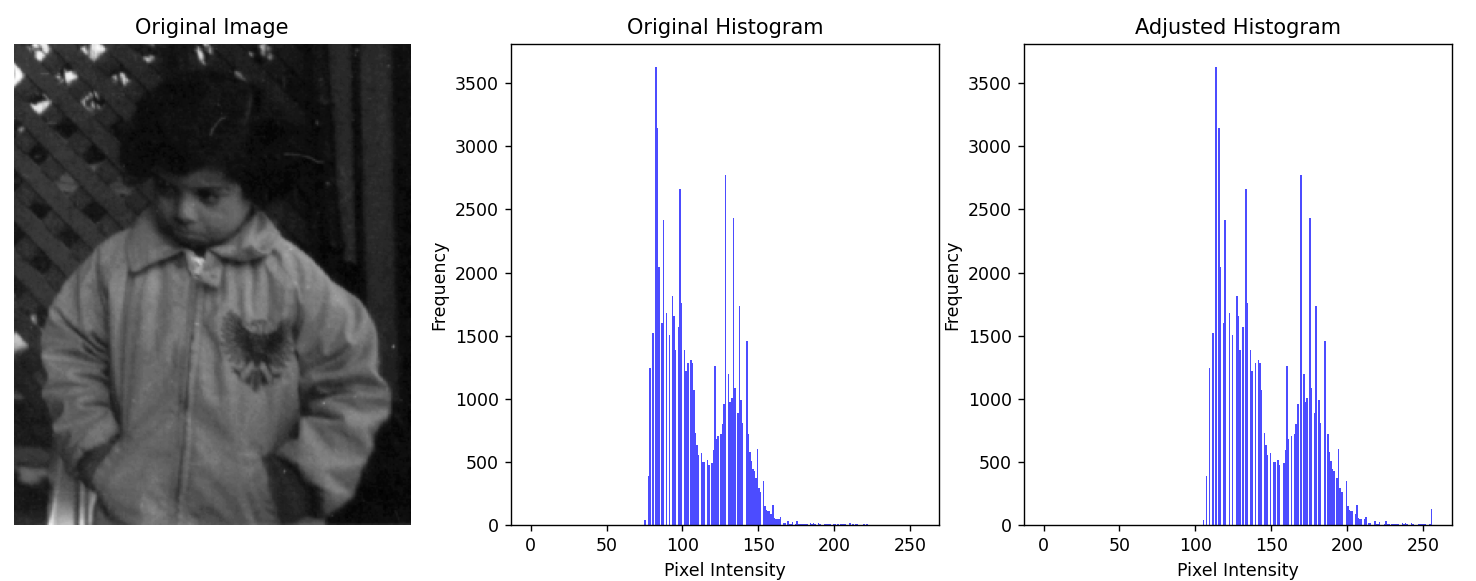 Original Image
Original Histogram
Adjusted Histogram
Frequency
3500
3000
2500
2000
1500
1000
500
0
0 50 100 150 200 250
Pixel Intensity
Frequency
3500
3000
2500
2000
1500
1000
500
0
0 50 100 150 200 250
Pixel Intensity